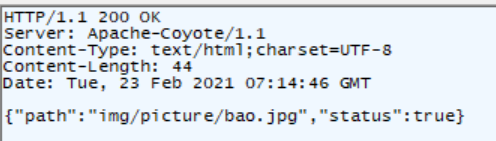 HTTP/1.1 200 OK
Server: Apache-Coyote/1.1
Content-Type: text/html;charset=UTF-8
Content-Length: 44
Date: Tue, 23 Feb 2021 07:14:46 GMT

{"path":"img/picture/bao.jpg","status":true}